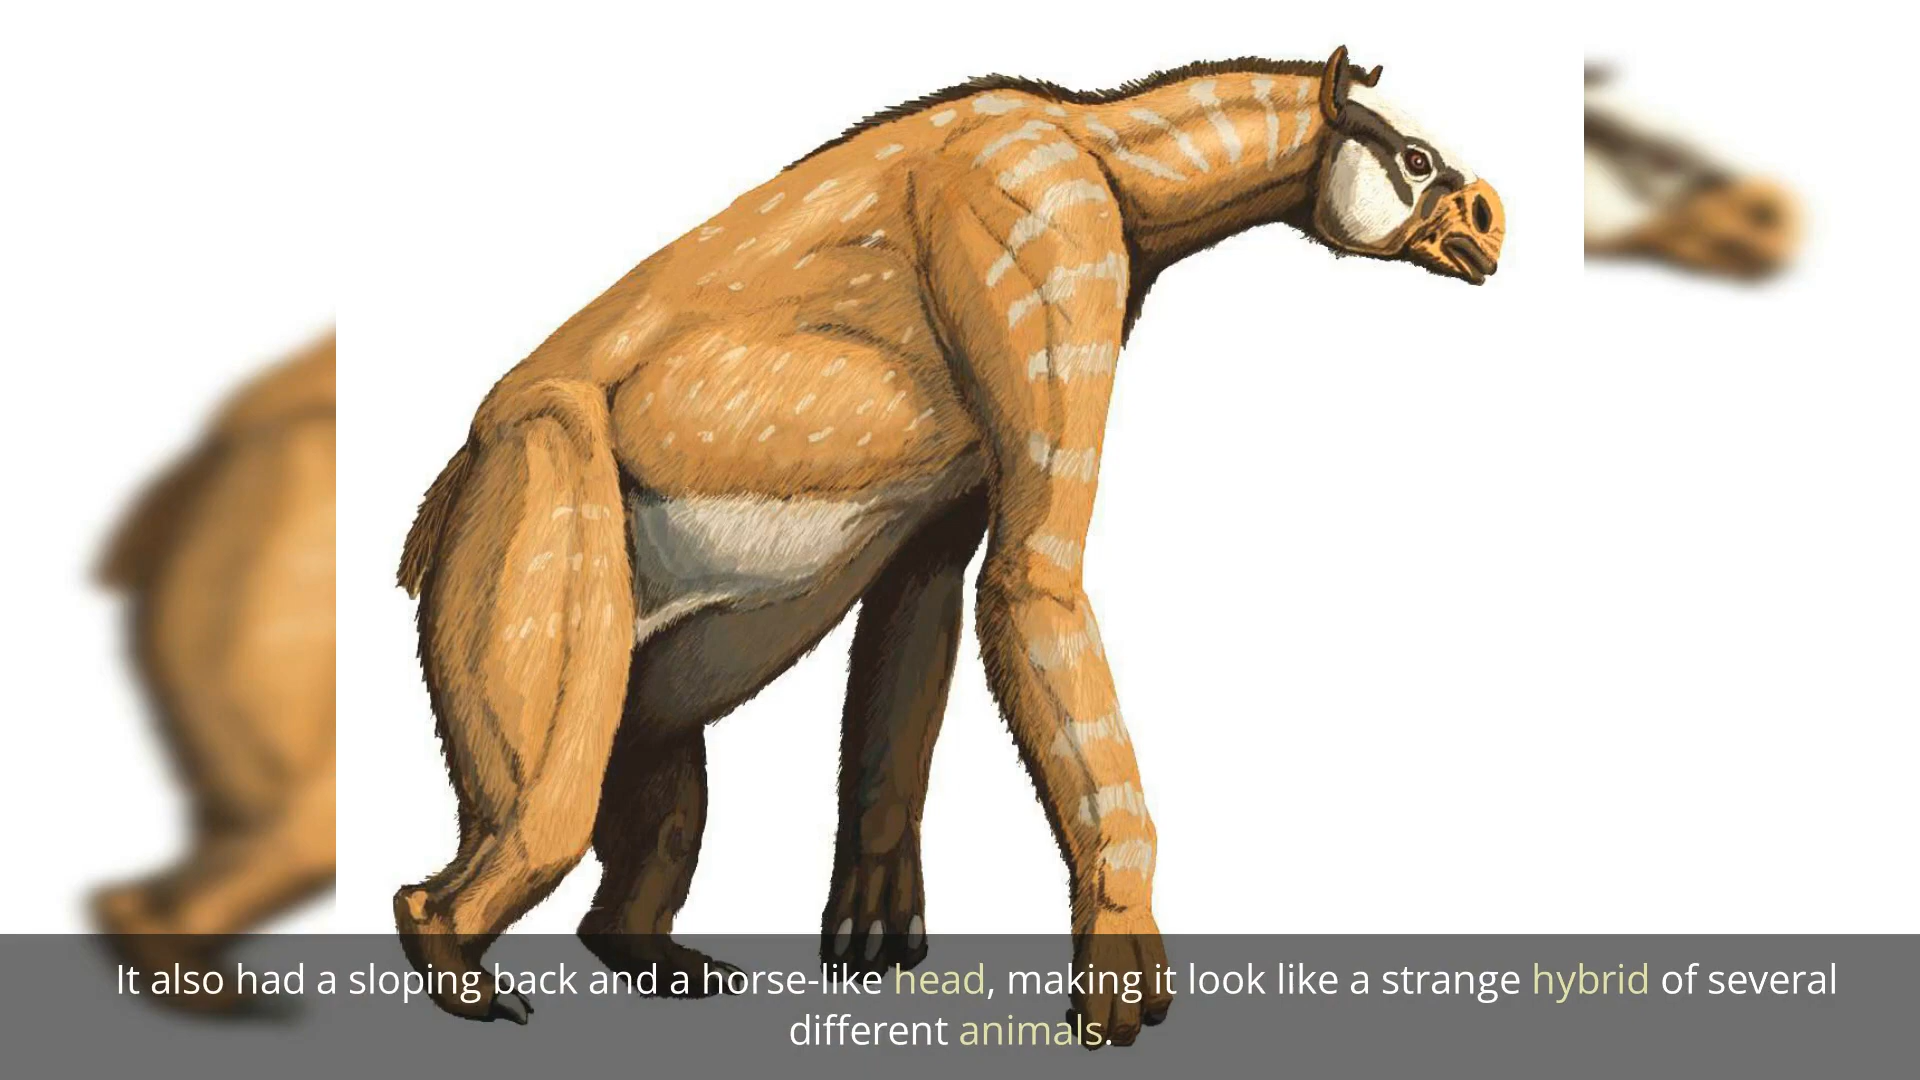 It also had a sloping back and a horse-like head, making it look like a strange hybrid of several
different animals.